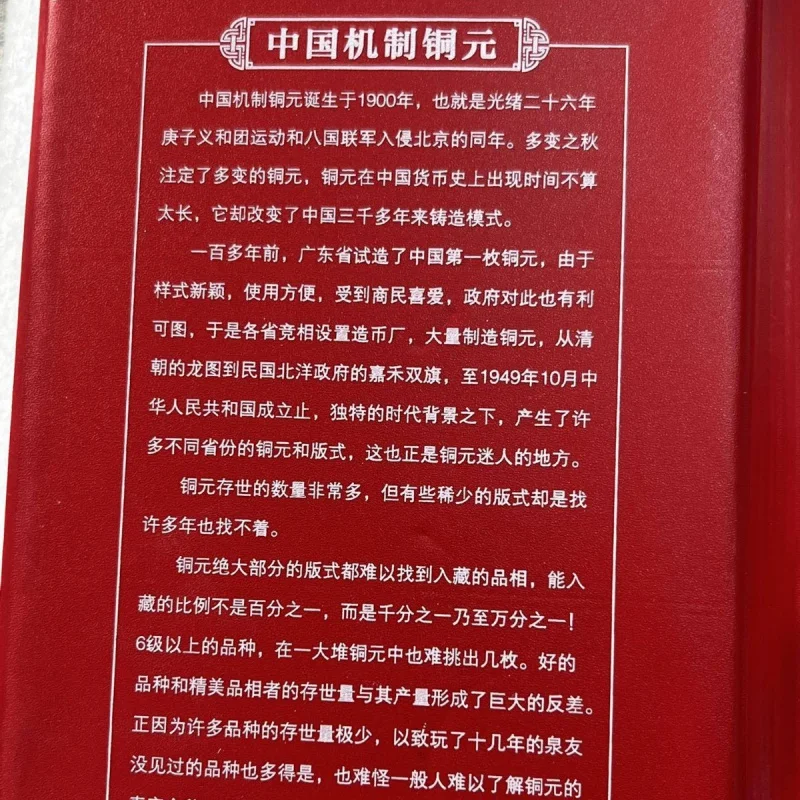 中国机制铜元
中国机制铜元诞生于1900年，也就是光绪二十六年
庚子义和团运动和八国联军入侵北京的同年。多变之秋
注定了多变的铜元，铜元在中国货币史上出现时间不算
太长，它却改变了中国三千多年来铸造模式。
一百多年前，广东省试造了中国第一枚铜元，由于
样式新颖，使用方便，受到商民喜爱，政府对此也有利
可图，于是各省竞相设置造币厂，大量制造铜元，从清
朝的龙图到民国北洋政府的嘉禾双旗，至1949年10月中
华人民共和国成立止，独特的时代背景之下，产生了许
多不同省份的铜元和版式，这也正是铜元迷人的地方。
铜元存世的数量非常多，但有些稀少的版式却是找
许多年也找不着。
铜元绝大部分的版式都难以找到入藏的品相，能入
藏的比例不是百分之一，而是千分之一乃至万分之一！
6级以上的品种，在一大堆铜元中也难挑出几枚。好的
品种和精美品相者的存世量与其产量形成了巨大的反差。
正因为许多品种的存世量极少，以致玩了十几年的泉友
没见过的品种也多得是，也难怪一般人难以了解铜元的